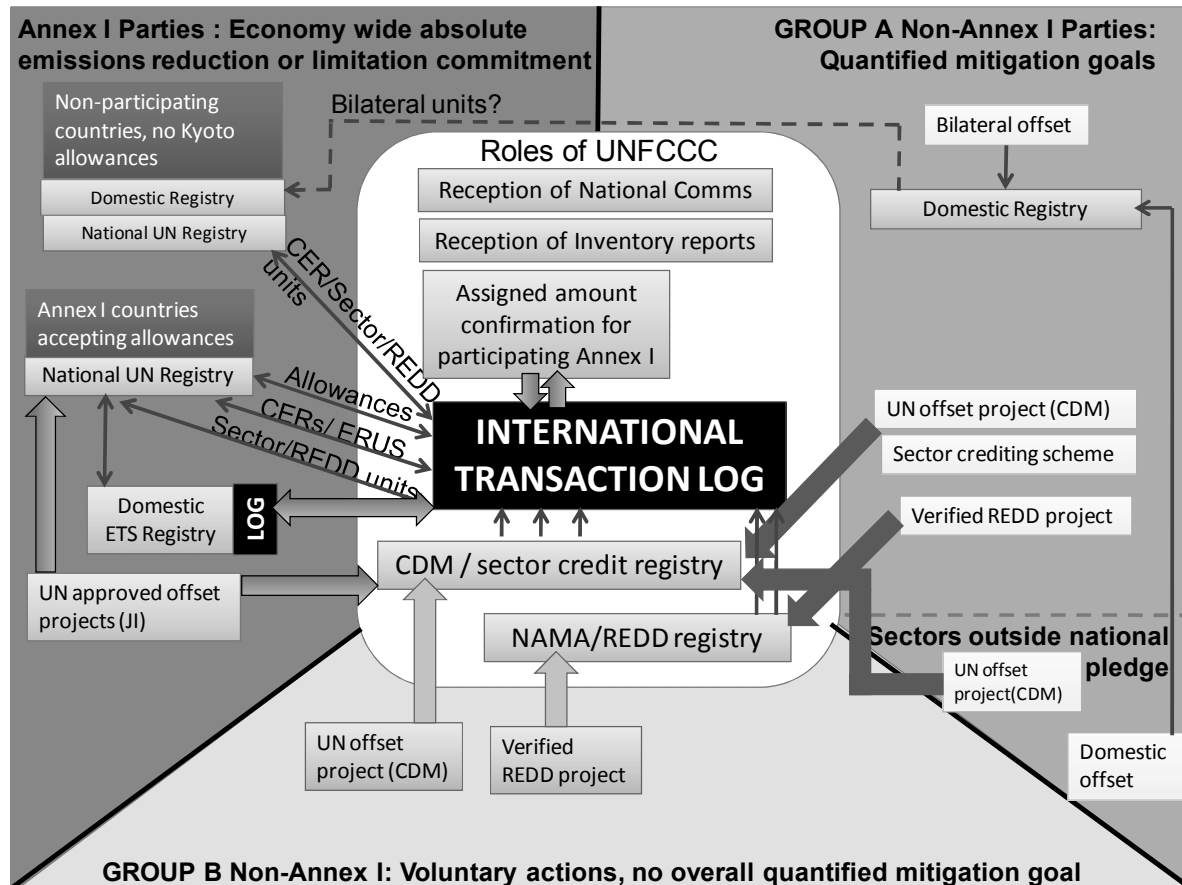 Annex I Parties : Economy wide absolute
emissions reduction or limitation commitment
GROUP A Non-Annex I Parties:
Quantified mitigation goals
Non-participating
countries, no Kyoto
allowances
Domestic Registry
National UN Registry
Bilateral units?
Bilateral offset
Domestic Registry
Roles of UNFCCC
Reception of National Comms
Reception of Inventory reports
Assigned amount
confirmation for
participating Annex I
CER/Sector/REDD
units
Annex I countries
accepting allowances
National UN Registry
Allowances
CERs/ ERUS
Sector/REDD units
INTERNATIONAL
TRANSACTION LOG
UN offset project (CDM)
Sector crediting scheme
Verified REDD project
Domestic
ETS Registry
LOG
CDM / sector credit registry
UN approved offset
projects (JI)
NAMA/REDD registry
Sectors outside national
pledge
UN offset
project(CDM)
UN offset
project (CDM)
Verified
REDD project
Domestic
offset
GROUP B Non-Annex I: Voluntary actions, no overall quantified mitigation goal